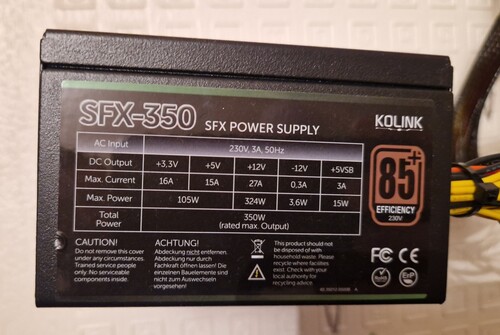 SFX-350 SFX POWER SUPPLY KOLINK
AC Input 230V, 3A, 50Hz
DC Output +3,3V +5V +12V -12V +5VSB
Max. Current 16A 15A 27A 0,3A 3A
Max. Power 105W 324W 3,6W 15W
Total Power 350W (rated max. Output)
85+
EFFICIENCY
230V
CAUTION!
Do not remove this cover
under any circumstances.
Trained service people
only. No serviceable
components inside.
ACHTUNG!
Abdeckung nicht entfernen.
Abdeckung nur durch
Fachkraft öffnen lassen! Die
einzelnen Bauelemente sind
nicht zum Auswechseln
vorgesehen!
This product should not
be disposed of with
household waste. Please
recycle where facilities
exist. Check with your
local authority for
recycling advice.
FC CE
RoHS
ErP